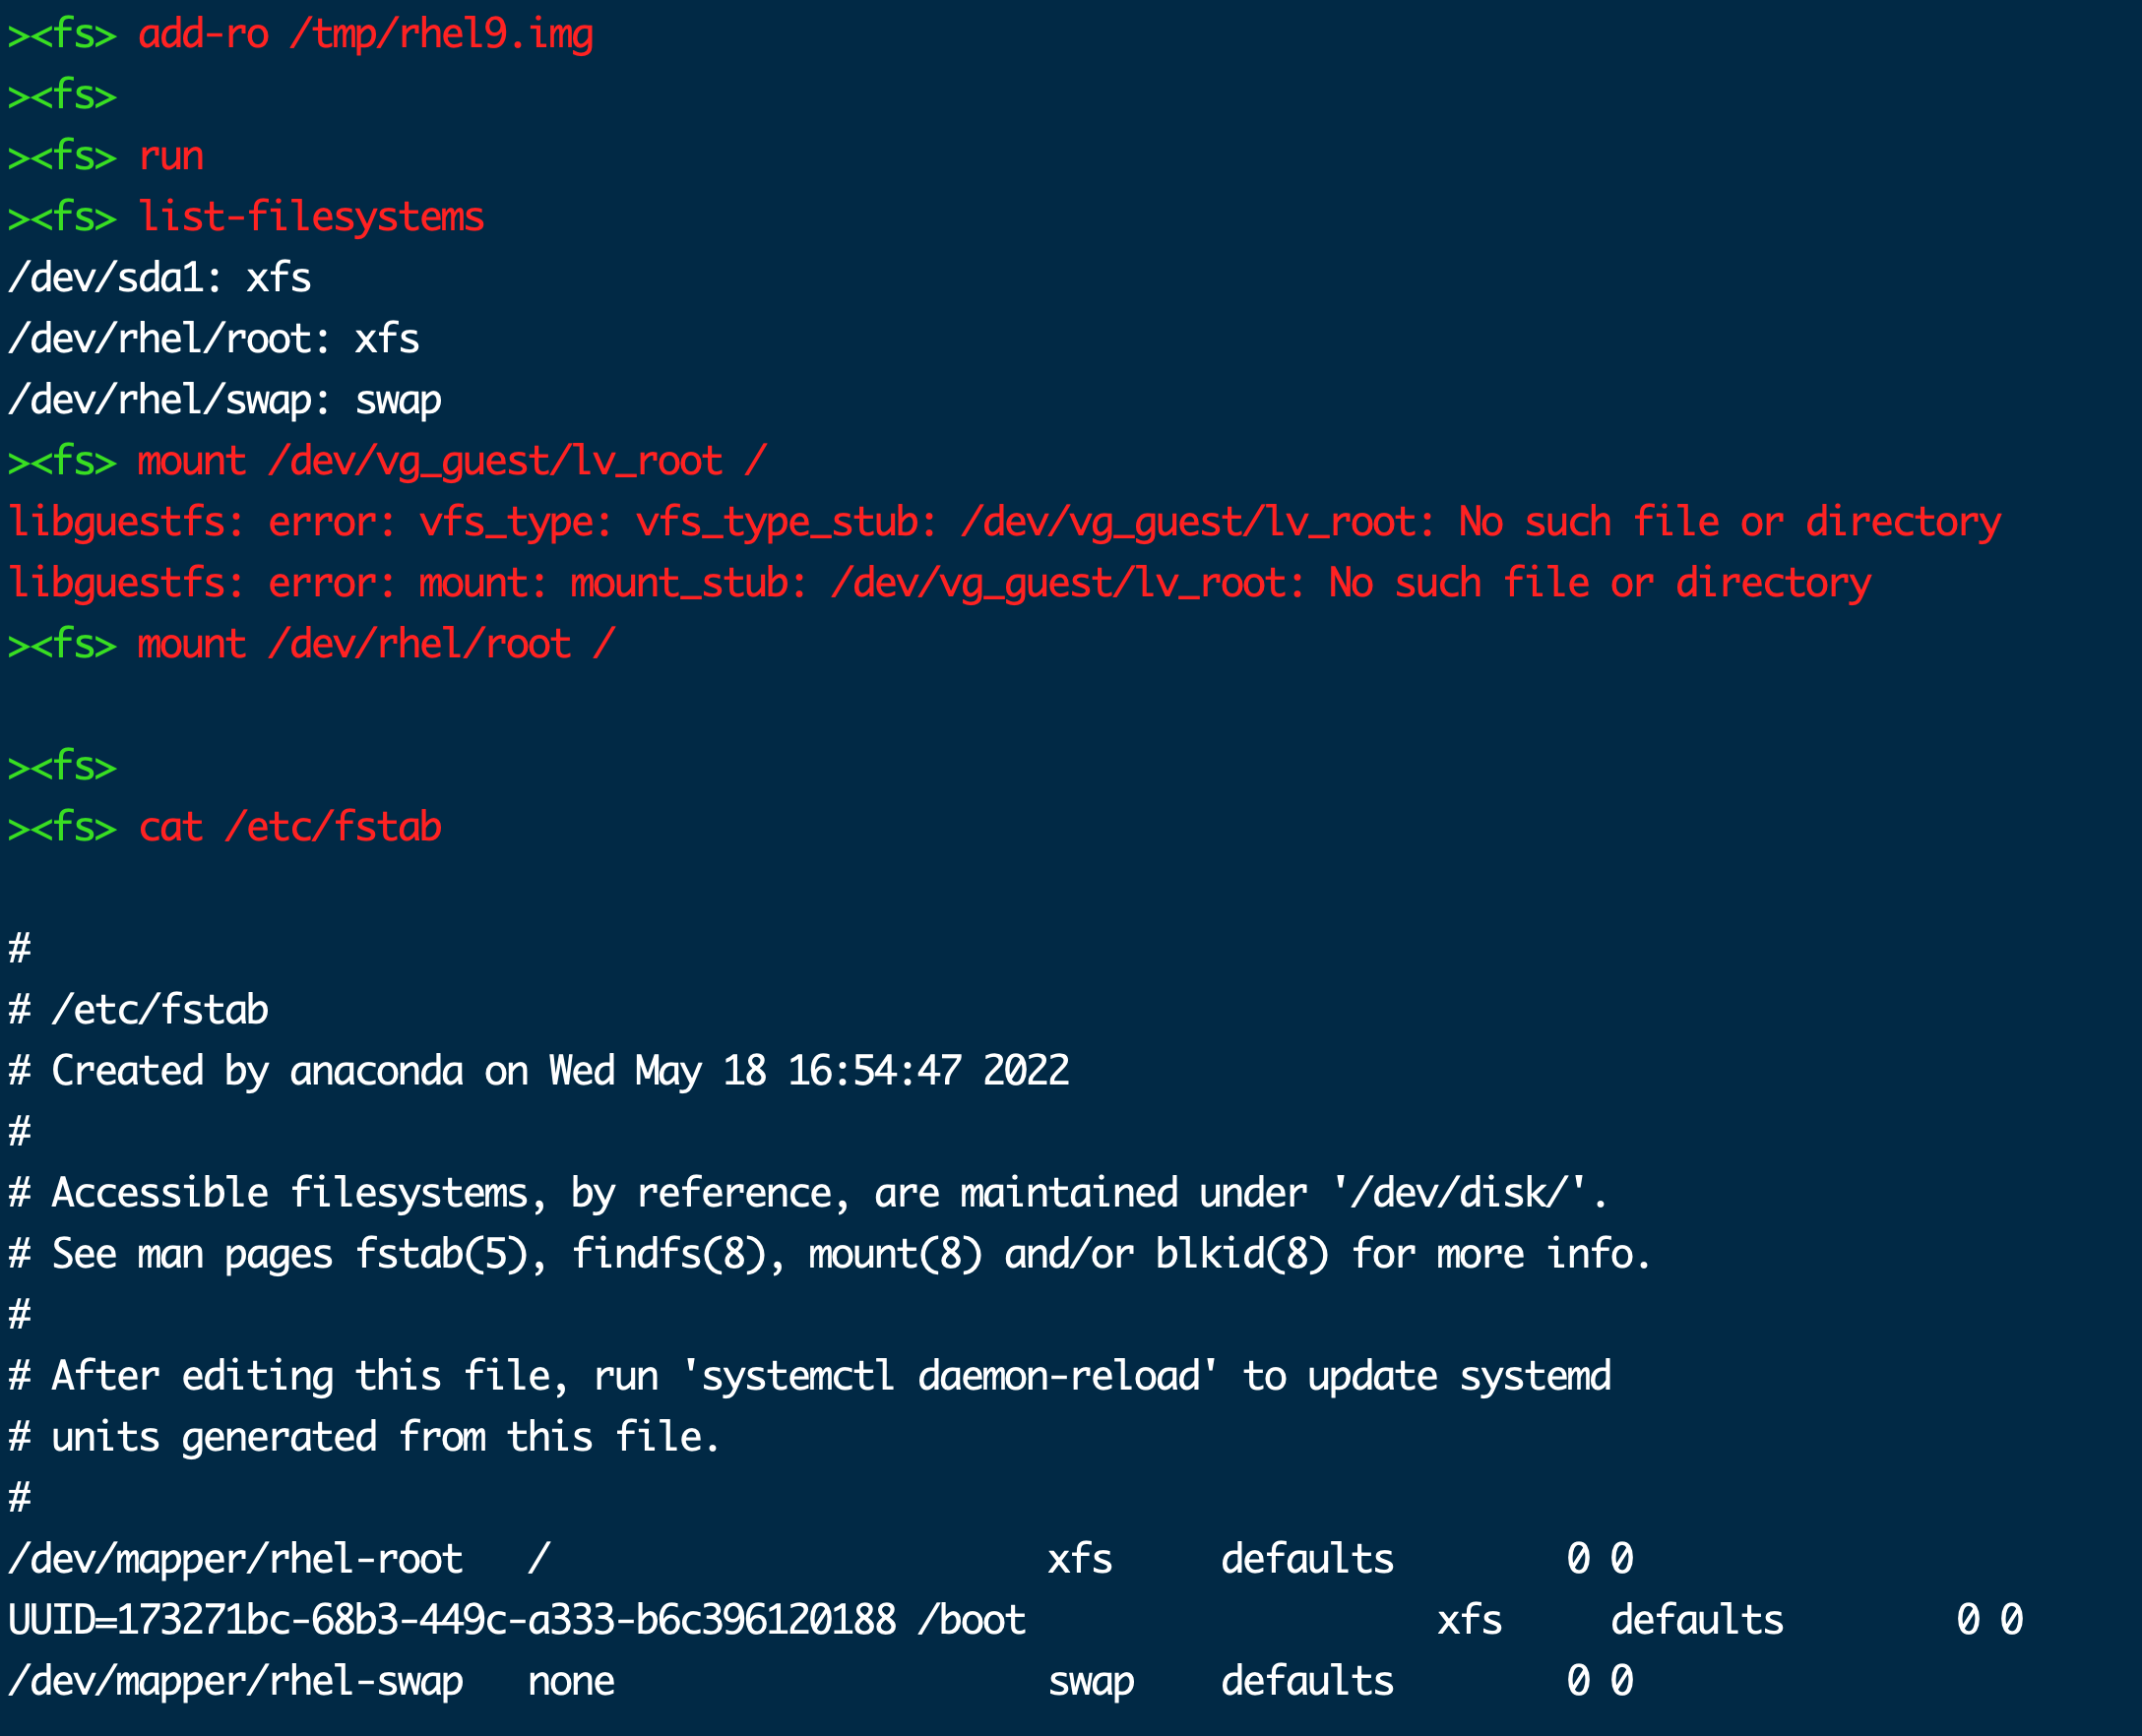 ><fs> add-ro /tmp/rhel9.img
><fs>
><fs> run
><fs> list-filesystems
/dev/sda1: xfs
/dev/rhel/root: xfs
/dev/rhel/swap: swap
><fs> mount /dev/vg_guest/lv_root /
libguestfs: error: vfs_type: vfs_type_stub: /dev/vg_guest/lv_root: No such file or directory
libguestfs: error: mount: mount_stub: /dev/vg_guest/lv_root: No such file or directory
><fs> mount /dev/rhel/root /
><fs>
><fs> cat /etc/fstab
#
# /etc/fstab
# Created by anaconda on Wed May 18 16:54:47 2022
#
# Accessible filesystems, by reference, are maintained under '/dev/disk/'.
# See man pages fstab(5), findfs(8), mount(8) and/or blkid(8) for more info.
#
# After editing this file, run 'systemctl daemon-reload' to update systemd
# units generated from this file.
#
/dev/mapper/rhel-root   /                       xfs     defaults        0 0
UUID=173271bc-68b3-449c-a333-b6c396120188 /boot                   xfs     defaults        0 0
/dev/mapper/rhel-swap   none                    swap    defaults        0 0